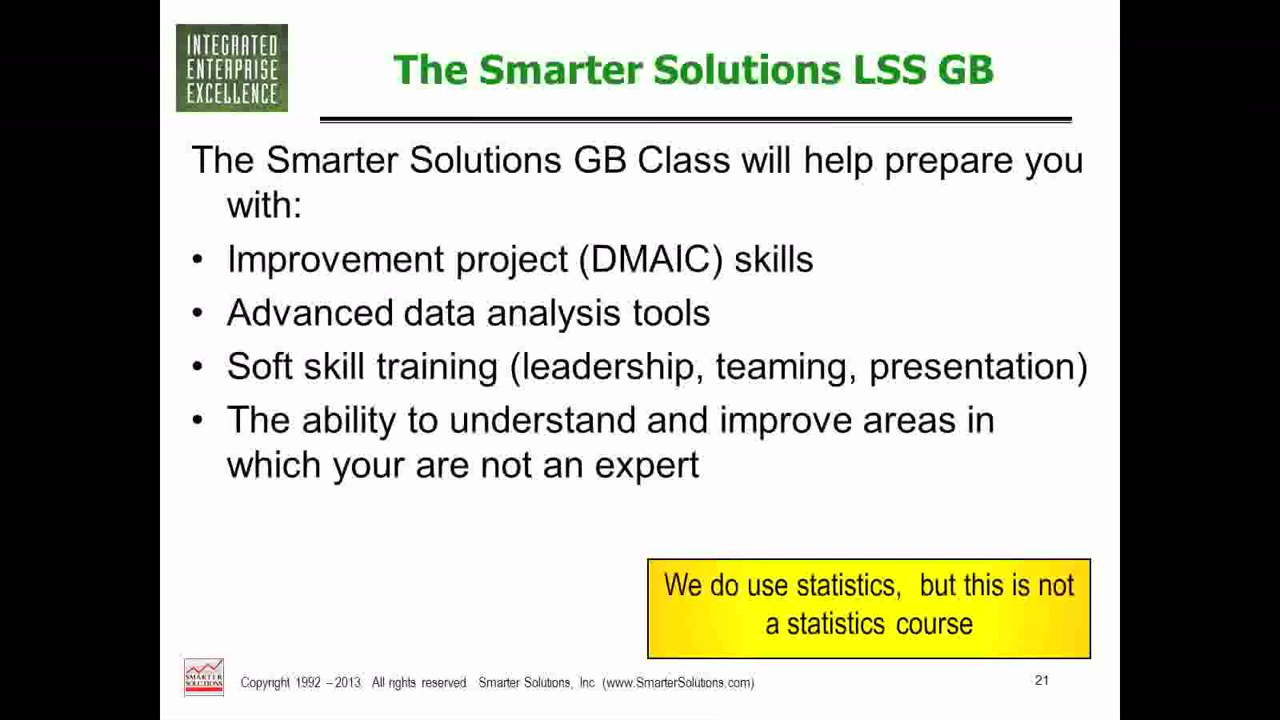 INTEGRATED
ENTERPRISE
EXCELLENCE
The Smarter Solutions LSS GB
The Smarter Solutions GB Class will help prepare you
with:
• Improvement project (DMAIC) skills
• Advanced data analysis tools
• Soft skill training (leadership, teaming, presentation)
• The ability to understand and improve areas in
which your are not an expert
We do use statistics, but this is not
a statistics course
SMARTER
SOLUTIONS
Copyright 1992 – 2013 All rights reserved Smarter Solutions, Inc (www.SmarterSolutions.com)
21